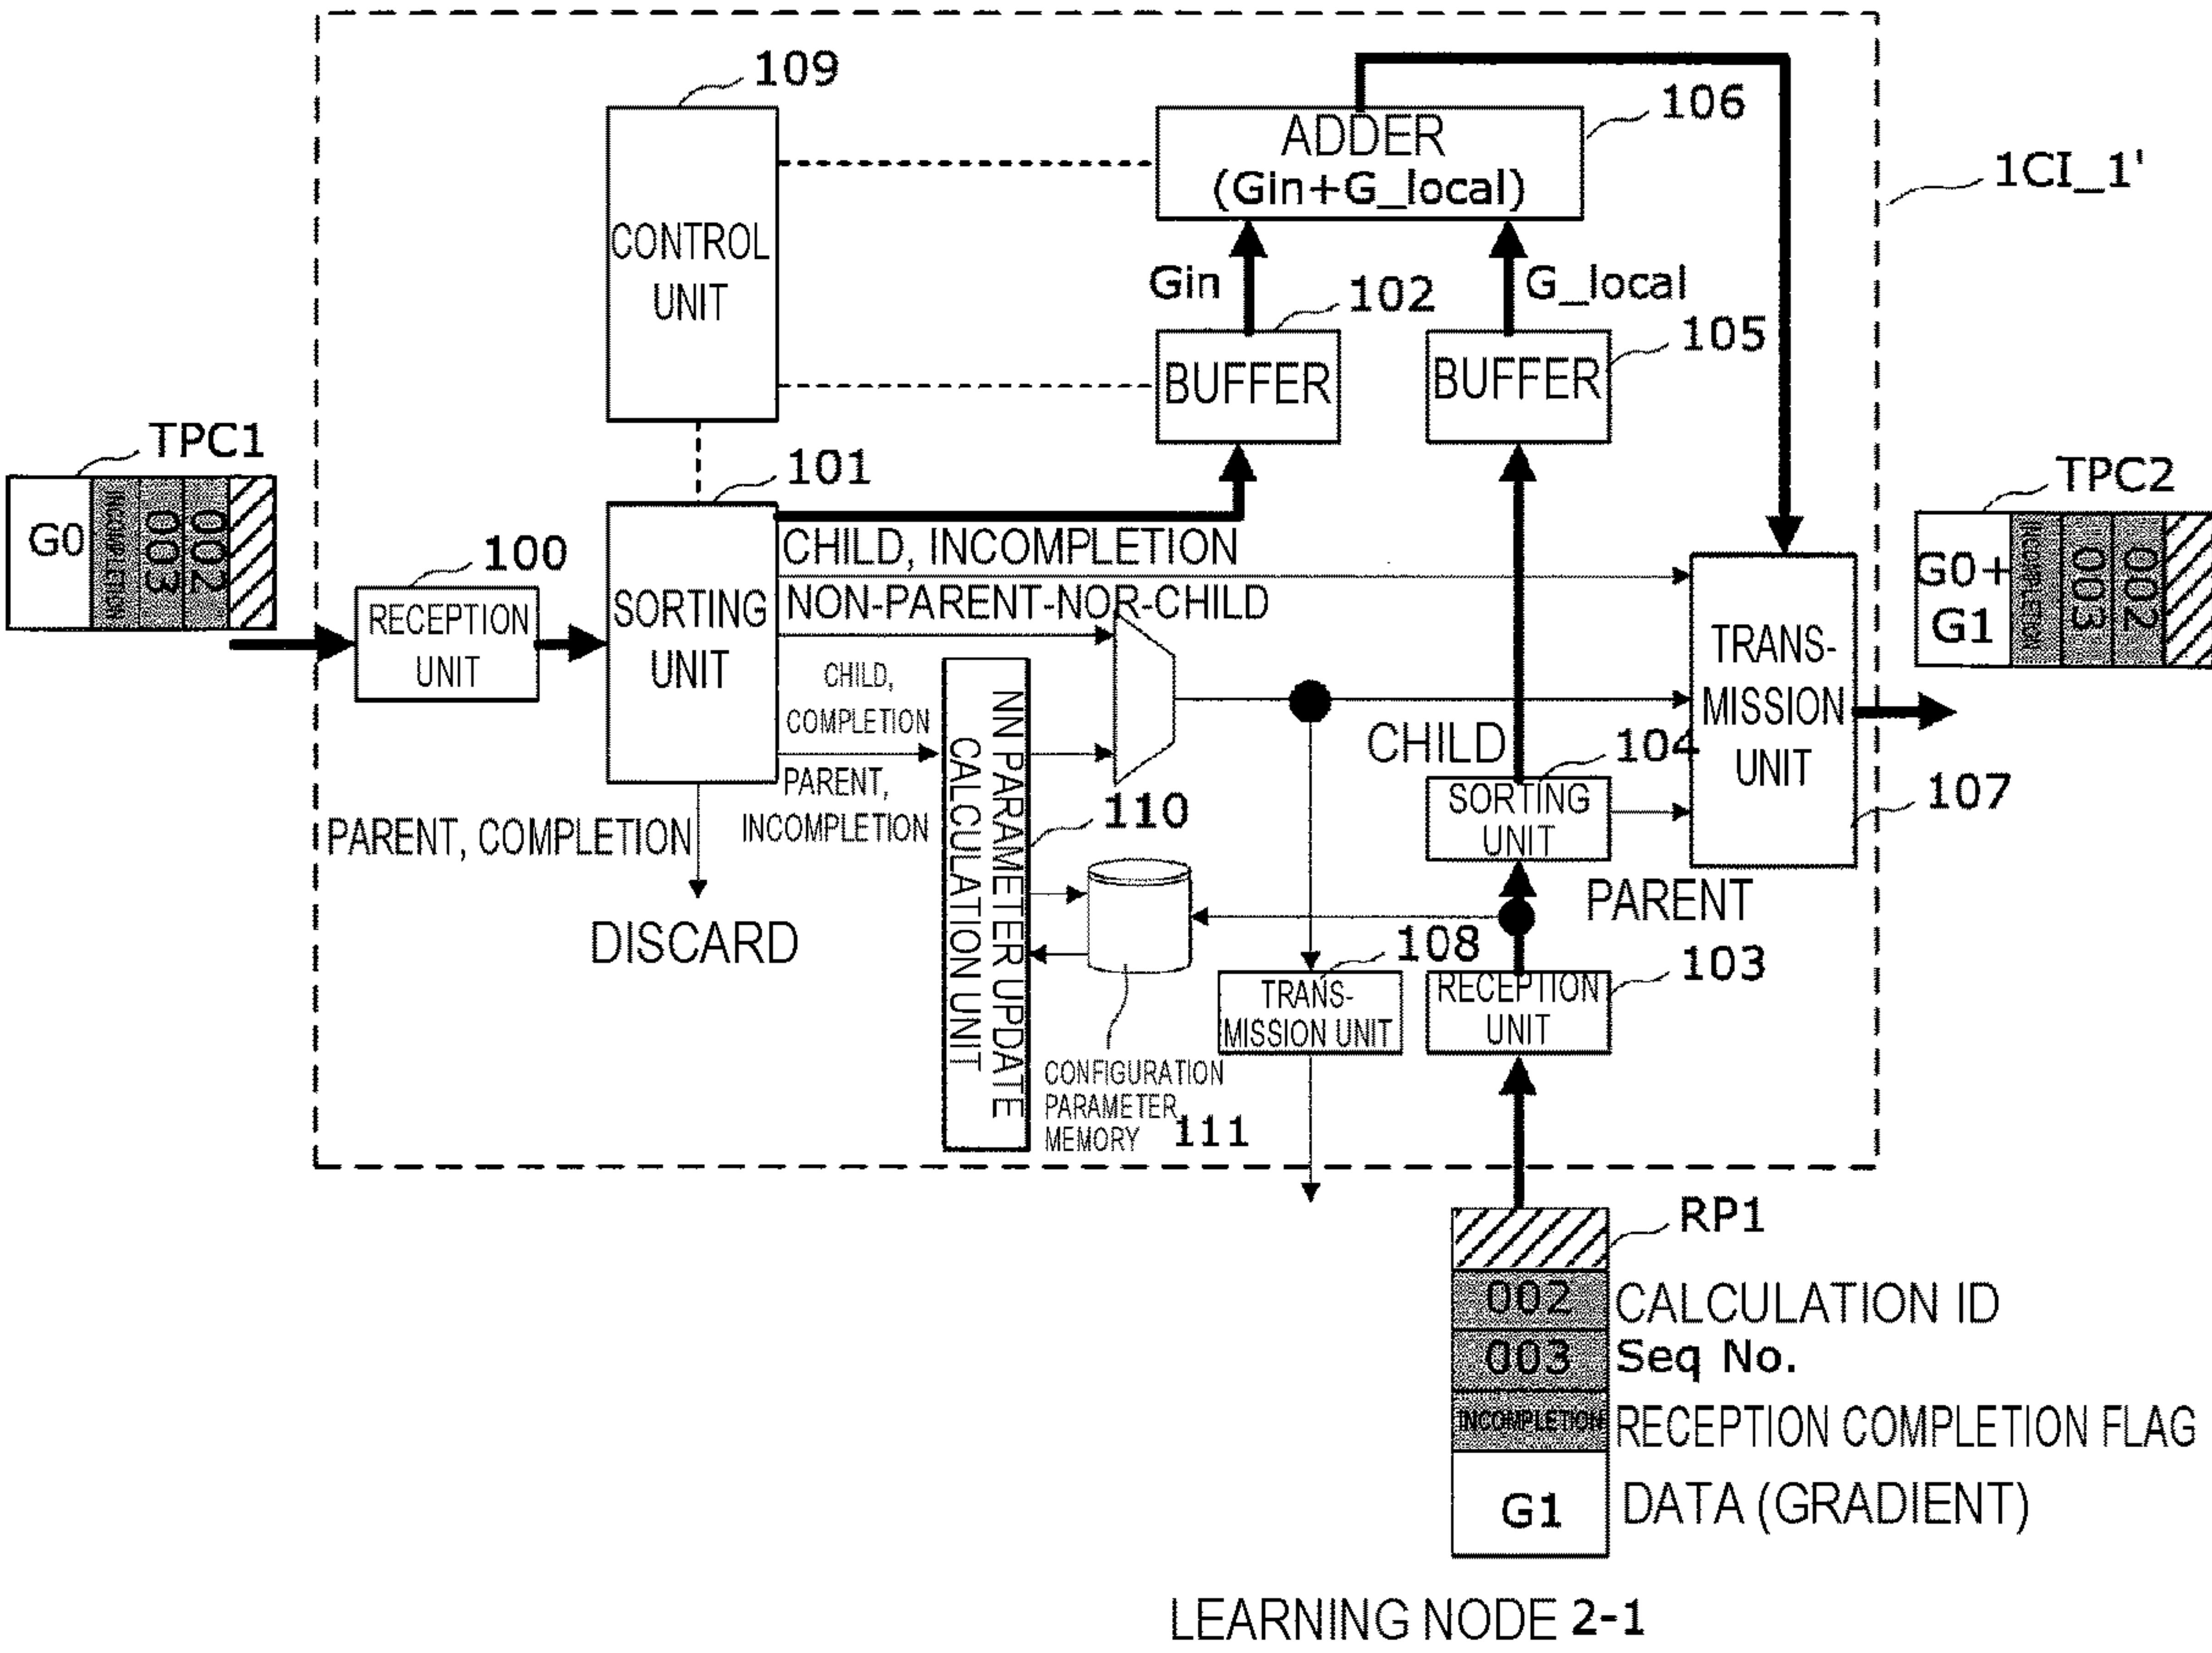 109
ADDER
(Gin+G_local)
106
1CI_1'
CONTROL
UNIT
Gin
102
G_local
105
BUFFER
BUFFER
TPC1
G0
INCOMPLETION
003
002
101
100
RECEPTION
UNIT
SORTING
UNIT
CHILD, INCOMPLETION
NON-PARENT-NOR-CHILD
CHILD,
COMPLETION
PARENT,
INCOMPLETION
PARENT, COMPLETION
DISCARD
NN PARAMETER UPDATE
CALCULATION UNIT
110
CONFIGURATION
PARAMETER
MEMORY
111
CHILD
104
SORTING
UNIT
PARENT
108
TRANS-
MISSION UNIT
103
RECEPTION
UNIT
TRANS-
MISSION
UNIT
107
TPC2
G0+
G1
INCOMPLETION
003
002
RP1
002
CALCULATION ID
003
Seq No.
INCOMPLETION
RECEPTION COMPLETION FLAG
G1
DATA (GRADIENT)
LEARNING NODE 2-1